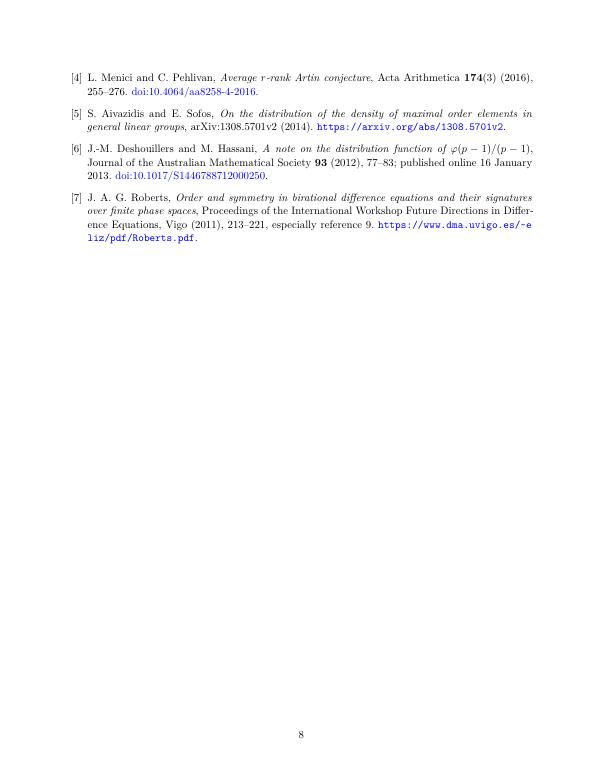 [4] L. Menici and C. Pehlivan, Average r-rank Artin conjecture, Acta Arithmetica 174(3) (2016),
255–276. doi:10.4064/aa8258-4-2016.
[5] S. Aivazidis and E. Sofos, On the distribution of the density of maximal order elements in
general linear groups, arXiv:1308.5701v2 (2014). https://arxiv.org/abs/1308.5701v2.
[6] J.-M. Deshouillers and M. Hassani, A note on the distribution function of φ(p − 1)/(p − 1),
Journal of the Australian Mathematical Society 93 (2012), 77–83; published online 16 January
2013. doi:10.1017/S1446788712000250.
[7] J. A. G. Roberts, Order and symmetry in birational difference equations and their signatures
over finite phase spaces, Proceedings of the International Workshop Future Directions in Differ-
ence Equations, Vigo (2011), 213–221, especially reference 9. https://www.dma.uvigo.es/~e
liz/pdf/Roberts.pdf.
8